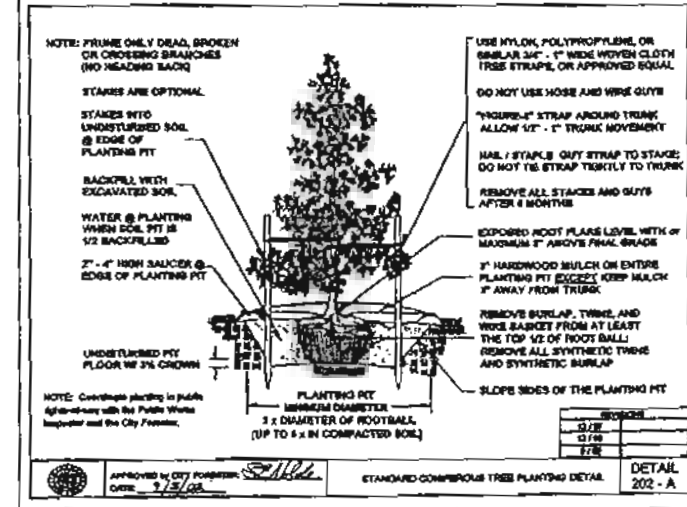 NOTE: PRUNE ONLY DEAD, BROKEN
OR CROSSING BRANCHES
(NO HEADING BACK)
STAKES ARE OPTIONAL
STAKES INTO
UNDISTURBED SOIL
@ EDGE OF
PLANTING PIT
BACKFILL WITH
EXCAVATED SOIL
WATER @ PLANTING
WHEN SOIL PIT IS
1/2 BACKFILLED
2" - 4" HIGH SAUCER @
EDGE OF PLANTING PIT
UNDISTURBED PIT
FLOOR W/ CROWN
NOTE: Coordinate planting in public
right-of-way with the Public Works
Inspector and the City Forester.
USE NYLON, POLYPROPYLENE, OR
SIMILAR 3/4" - 1" WIDE WOVEN CLOTH
TREE STRAPS, OR APPROVED EQUAL
DO NOT USE HOSE AND WIRE GUYS
STRAP AROUND TRUNK
ALLOW 1/2" - 1" TRUNK MOVEMENT
NAIL / STAPLE GUY STRAP TO STAKE;
DO NOT TIE STRAP TIGHTLY TO TRUNK
REMOVE ALL STAKES AND GUYS
AFTER MONTHS
EXPOSED ROOT FLARE LEVEL WITH or
MAXIMUM ABOVE FINAL GRADE
HARDWOOD MULCH ON ENTIRE
PLANTING PIT EXCEPT KEEP MULCH
AWAY FROM TRUNK
REMOVE BURLAP, TWINE, AND
WIRE BASKET FROM AT LEAST
THE TOP 1/2 OF ROOT BALL;
REMOVE ALL SYNTHETIC TWINE
AND SYNTHETIC BURLAP
SLOPE SIDES OF THE PLANTING PIT
PLANTING PIT
MINIMUM DIAMETER
x DIAMETER OF ROOTBALL
(UP TO x IN COMPACTED SOIL)
REVISIONS
APPROVED by CITY FORESTER
DATE
STANDARD CONIFEROUS TREE PLANTING DETAIL
DETAIL
202 - A